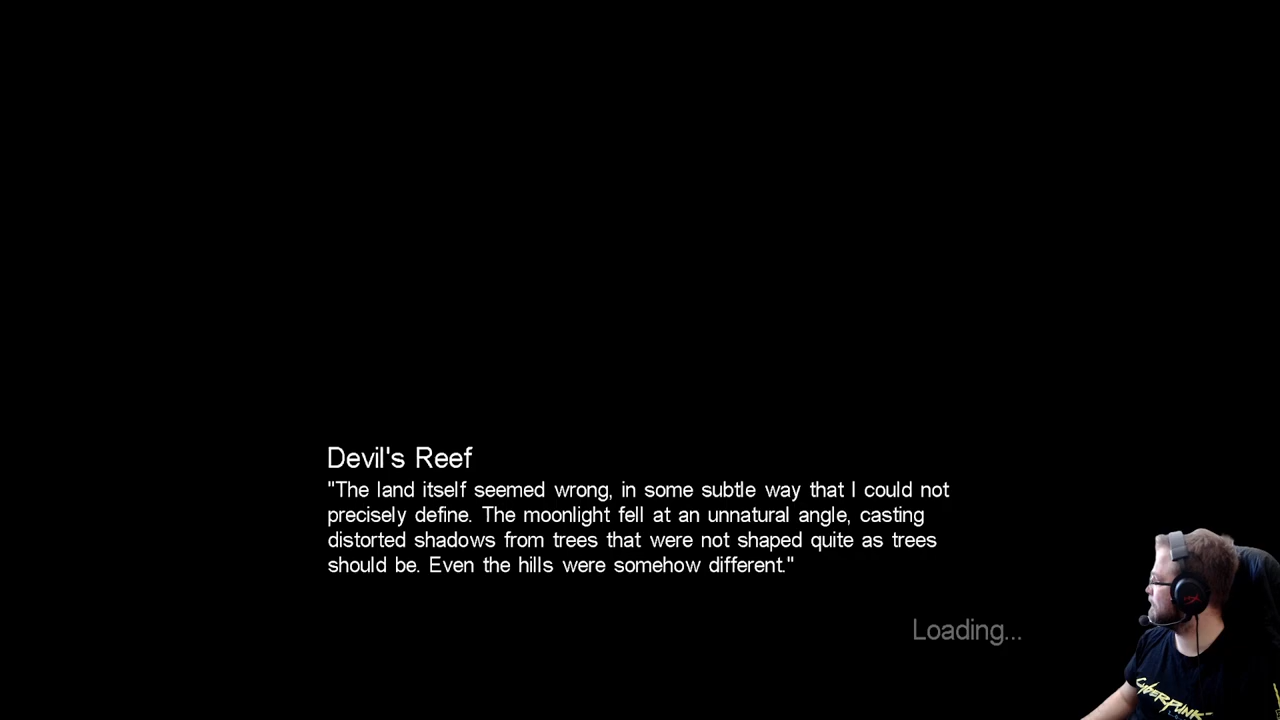 Devil's Reef
"The land itself seemed wrong, in some subtle way that I could not
precisely define. The moonlight fell at an unnatural angle, casting
distorted shadows from trees that were not shaped quite as trees
should be. Even the hills were somehow different."
Loading...
CYBERPUNK